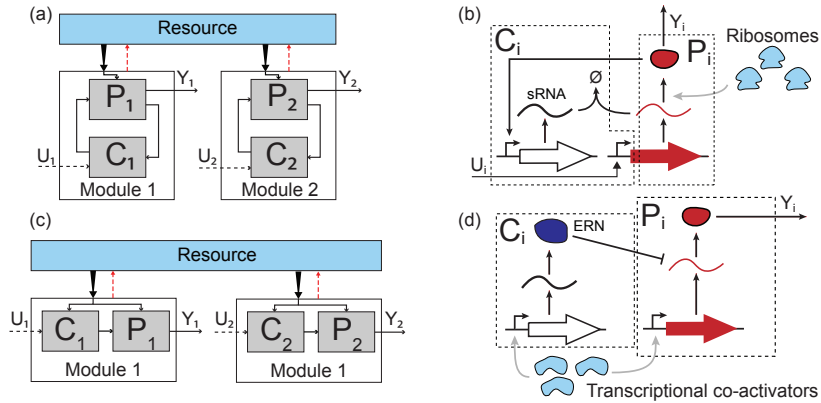 (a)
Resource
P₁
Y₁
C₁
U₁
Module 1
P₂
Y₂
C₂
U₂
Module 2
(b)
Cᵢ
sRNA
Ø
Uᵢ
Yᵢ
Pᵢ
Ribosomes
(c)
Resource
U₁
C₁
P₁
Y₁
Module 1
U₂
C₂
P₂
Y₂
Module 1
(d)
Cᵢ
ERN
Pᵢ
Yᵢ
Transcriptional co-activators